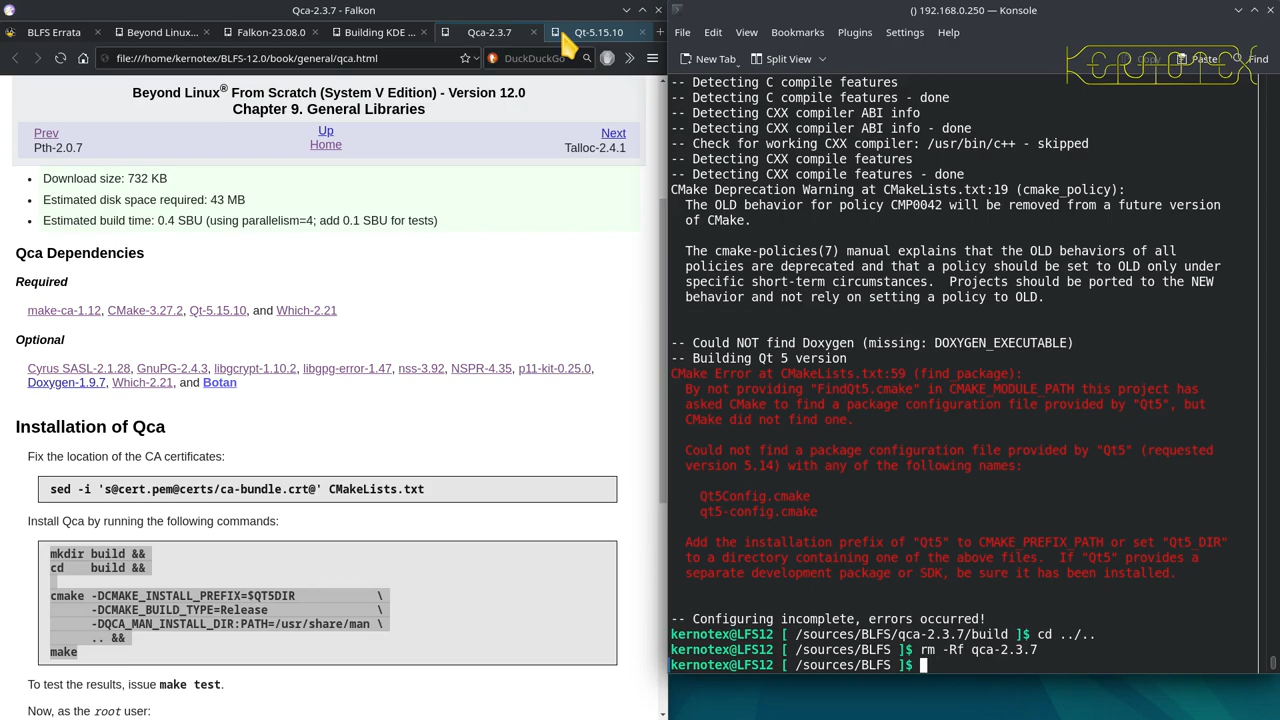 Qca-2.3.7 - Falkon
BLFS Errata
Beyond Linux...
Falkon-23.08.0
Building KDE ...
Qca-2.3.7
Qt-5.15.10
file:///home/kernotex/BLFS-12.0/book/general/qca.html
DuckDuckGo
Beyond Linux® From Scratch (System V Edition) - Version 12.0
Chapter 9. General Libraries
Prev
Up
Next
Pth-2.0.7
Home
Talloc-2.4.1
• Download size: 732 KB
• Estimated disk space required: 43 MB
• Estimated build time: 0.4 SBU (using parallelism=4; add 0.1 SBU for tests)
Qca Dependencies
Required
make-ca-1.12, CMake-3.27.2, Qt-5.15.10, and Which-2.21
Optional
Cyrus SASL-2.1.28, GnuPG-2.4.3, libgcrypt-1.10.2, libgpg-error-1.47, nss-3.92, NSPR-4.35, p11-kit-0.25.0,
Doxygen-1.9.7, Which-2.21, and Botan
Installation of Qca
Fix the location of the CA certificates:
sed -i 's@cert.pem@certs/ca-bundle.crt@' CMakeLists.txt
Install Qca by running the following commands:
mkdir build &&
cd    build &&
cmake -DCMAKE_INSTALL_PREFIX=$QT5DIR            \
      -DCMAKE_BUILD_TYPE=Release                \
      -DQCA_MAN_INSTALL_DIR:PATH=/usr/share/man \
      .. &&
make
To test the results, issue make test.
Now, as the root user:
() 192.168.0.250 — Konsole
File Edit View Bookmarks Plugins Settings Help
New Tab Split View Copy Paste Find
KERNOTEX
-- Detecting C compile features
-- Detecting C compile features - done
-- Detecting CXX compiler ABI info
-- Detecting CXX compiler ABI info - done
-- Check for working CXX compiler: /usr/bin/c++ - skipped
-- Detecting CXX compile features
-- Detecting CXX compile features - done
CMake Deprecation Warning at CMakeLists.txt:19 (cmake_policy):
  The OLD behavior for policy CMP0042 will be removed from a future version
  of CMake.
  The cmake-policies(7) manual explains that the OLD behaviors of all
  policies are deprecated and that a policy should be set to OLD only under
  specific short-term circumstances.  Projects should be ported to the NEW
  behavior and not rely on setting a policy to OLD.
-- Could NOT find Doxygen (missing: DOXYGEN_EXECUTABLE)
-- Building Qt 5 version
CMake Error at CMakeLists.txt:59 (find_package):
  By not providing "FindQt5.cmake" in CMAKE_MODULE_PATH this project has
  asked CMake to find a package configuration file provided by "Qt5", but
  CMake did not find one.
  Could not find a package configuration file provided by "Qt5" (requested
  version 5.14) with any of the following names:
    Qt5Config.cmake
    qt5-config.cmake
  Add the installation prefix of "Qt5" to CMAKE_PREFIX_PATH or set "Qt5_DIR"
  to a directory containing one of the above files.  If "Qt5" provides a
  separate development package or SDK, be sure it has been installed.
-- Configuring incomplete, errors occurred!
kernotex@LFS12 [ /sources/BLFS/qca-2.3.7/build ]$ cd ../..
kernotex@LFS12 [ /sources/BLFS ]$ rm -Rf qca-2.3.7
kernotex@LFS12 [ /sources/BLFS ]$